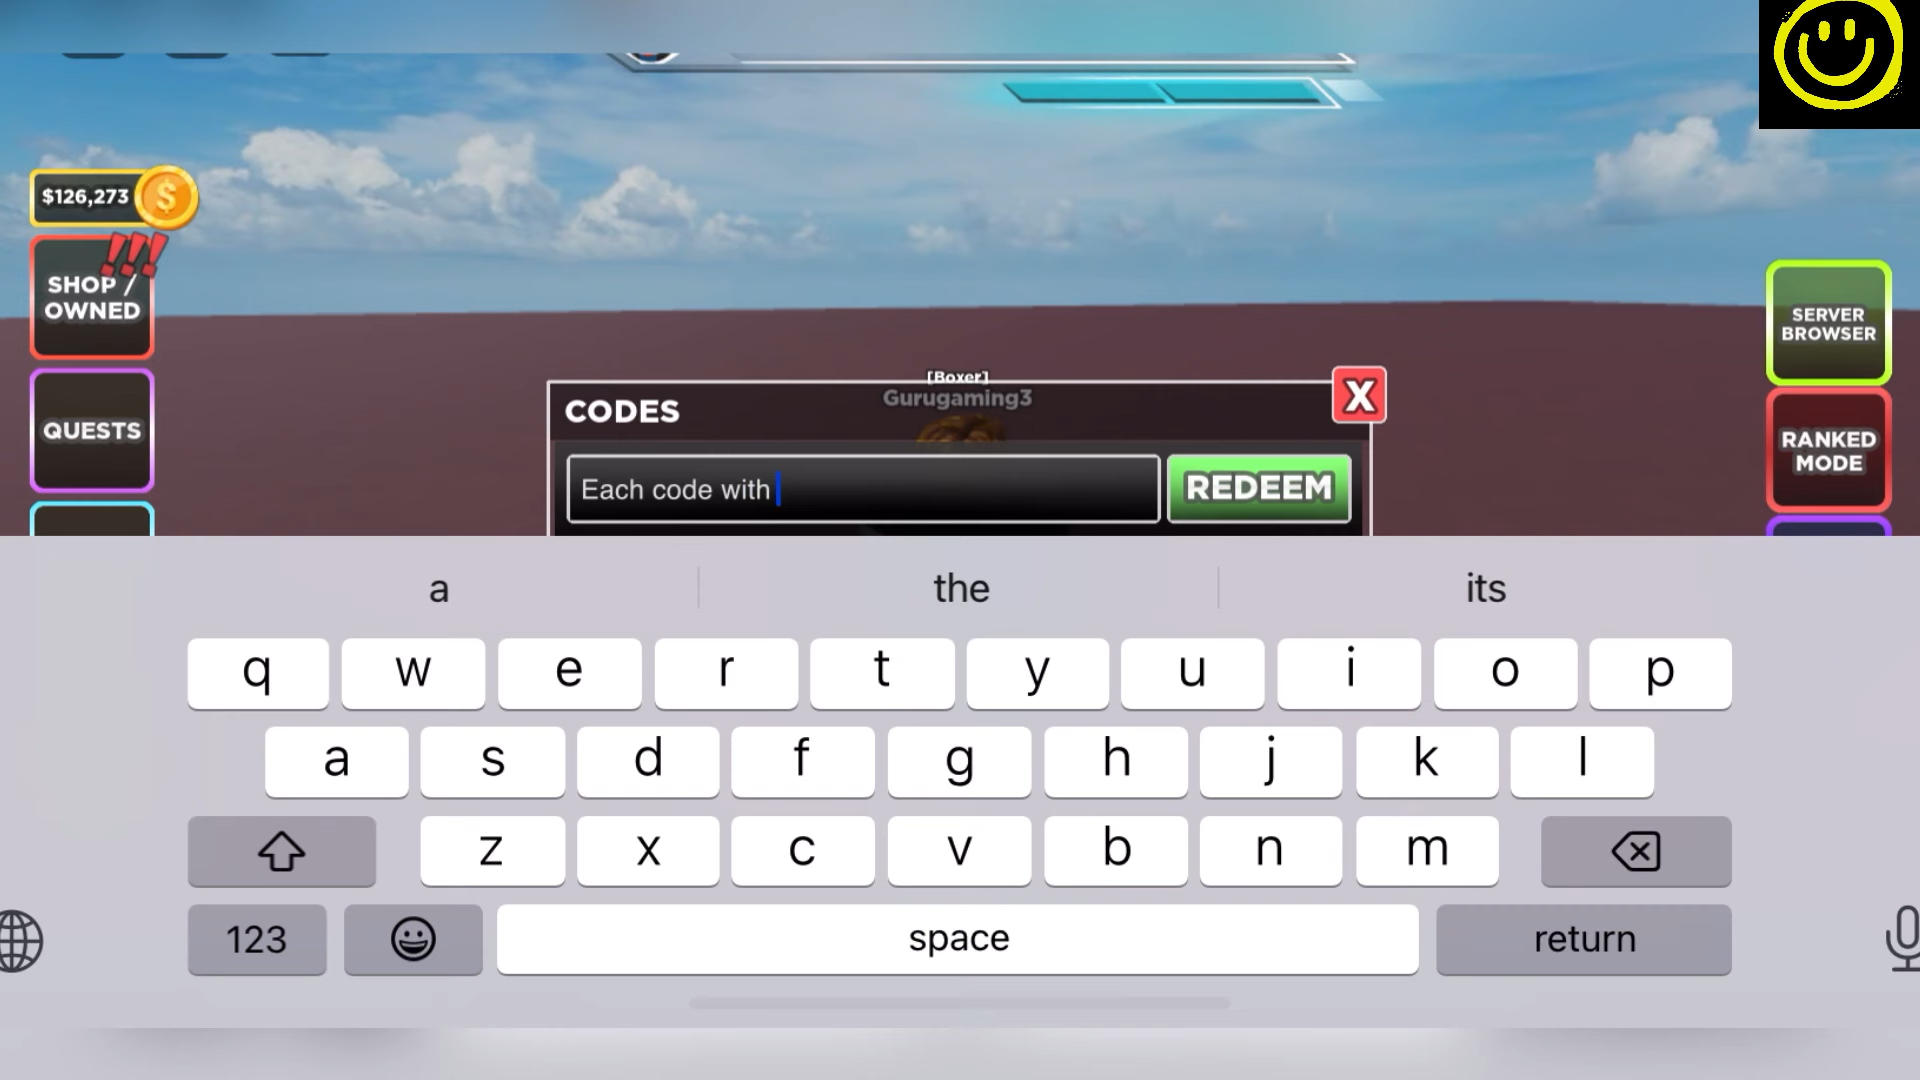 $126,273
$
!!!
SHOP /
OWNED
QUESTS
SERVER
BROWSER
RANKED
MODE
[Boxer]
Gurugaming3
CODES
X
Each code with
REDEEM
a the its
q w e r t y u i o p
a s d f g h j k l
z x c v b n m
123 space return